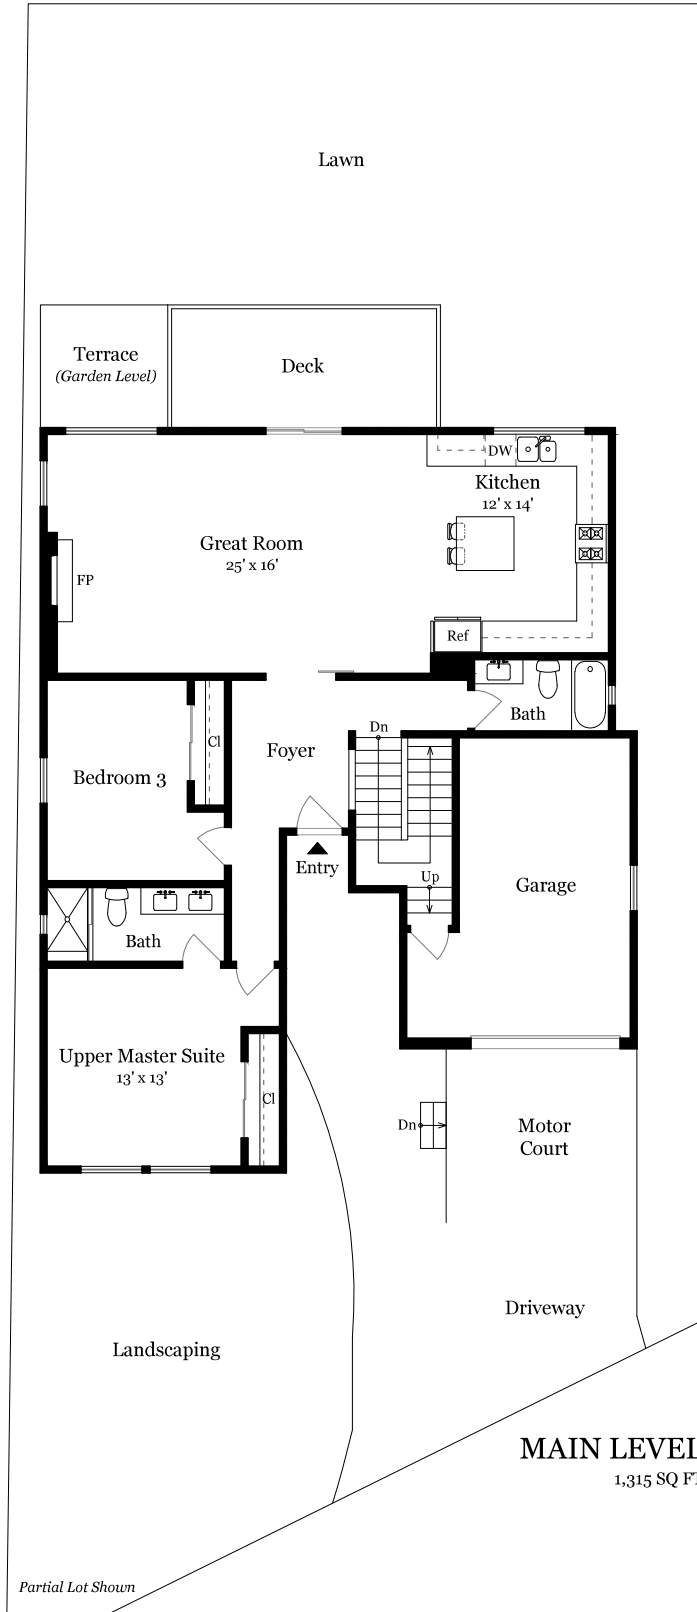 Lawn
Terrace
(Garden Level)
Deck
DW
Kitchen
12' x 14'
Great Room
25' x 16'
FP
Ref
Bath
Dn
Cl
Foyer
Bedroom 3
Entry
Up
Garage
Bath
Upper Master Suite
13' x 13'
Cl
Dn
Motor
Court
Driveway
Landscaping
MAIN LEVEL
1,315 SQ FT
Partial Lot Shown